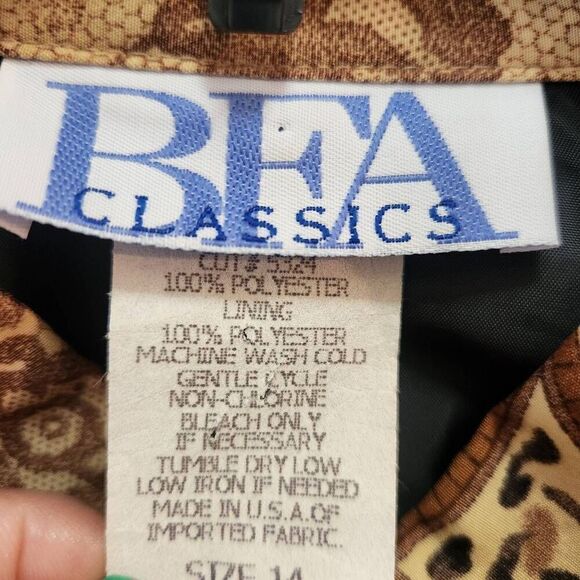 BFA
CLASSICS
CUT# 5324
100% POLYESTER
LINING
100% POLYESTER
MACHINE WASH COLD
GENTLE CYCLE
NON-CHLORINE
BLEACH ONLY
IF NECESSARY
TUMBLE DRY LOW
LOW IRON IF NEEDED
MADE IN U.S.A. OF
IMPORTED FABRIC.
SIZE 14